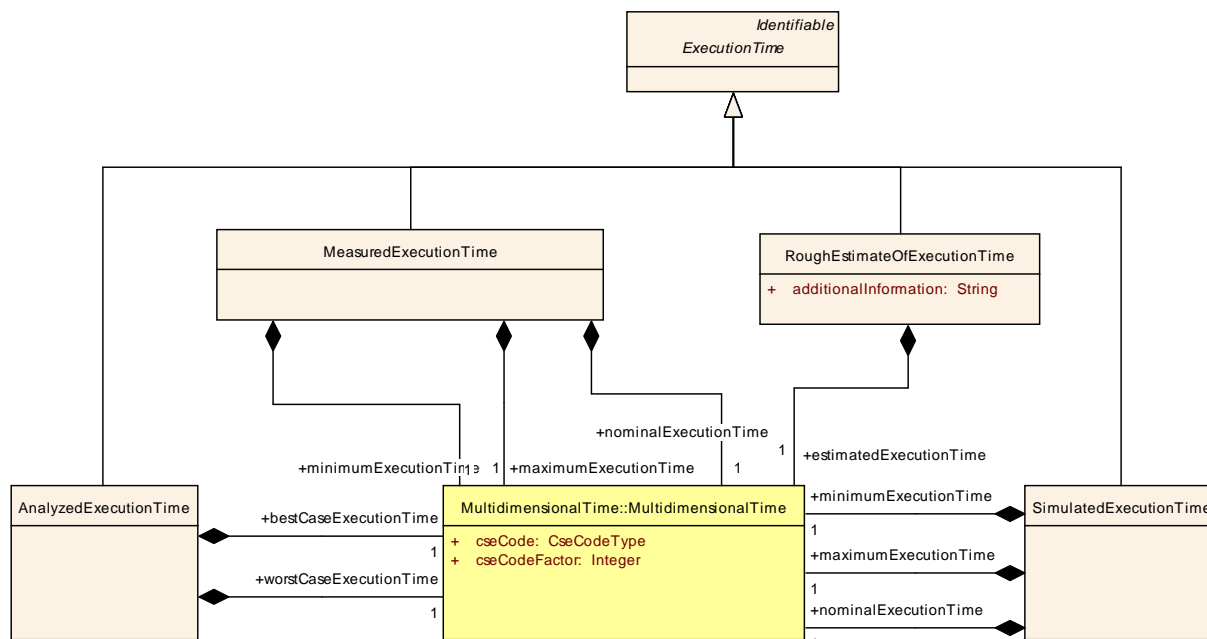 Identifiable
ExecutionTime
MeasuredExecutionTime
RoughEstimateOfExecutionTime
+ additionalInformation: String
+nominalExecutionTime
1
1
+estimatedExecutionTime
+minimumExecutionTime
1
1
+maximumExecutionTime
1
AnalyzedExecutionTime
+bestCaseExecutionTime
1
+worstCaseExecutionTime
1
MultidimensionalTime::MultidimensionalTime
+ cseCode: CseCodeType
+ cseCodeFactor: Integer
+minimumExecutionTime
1
+maximumExecutionTime
1
+nominalExecutionTime
SimulatedExecutionTime